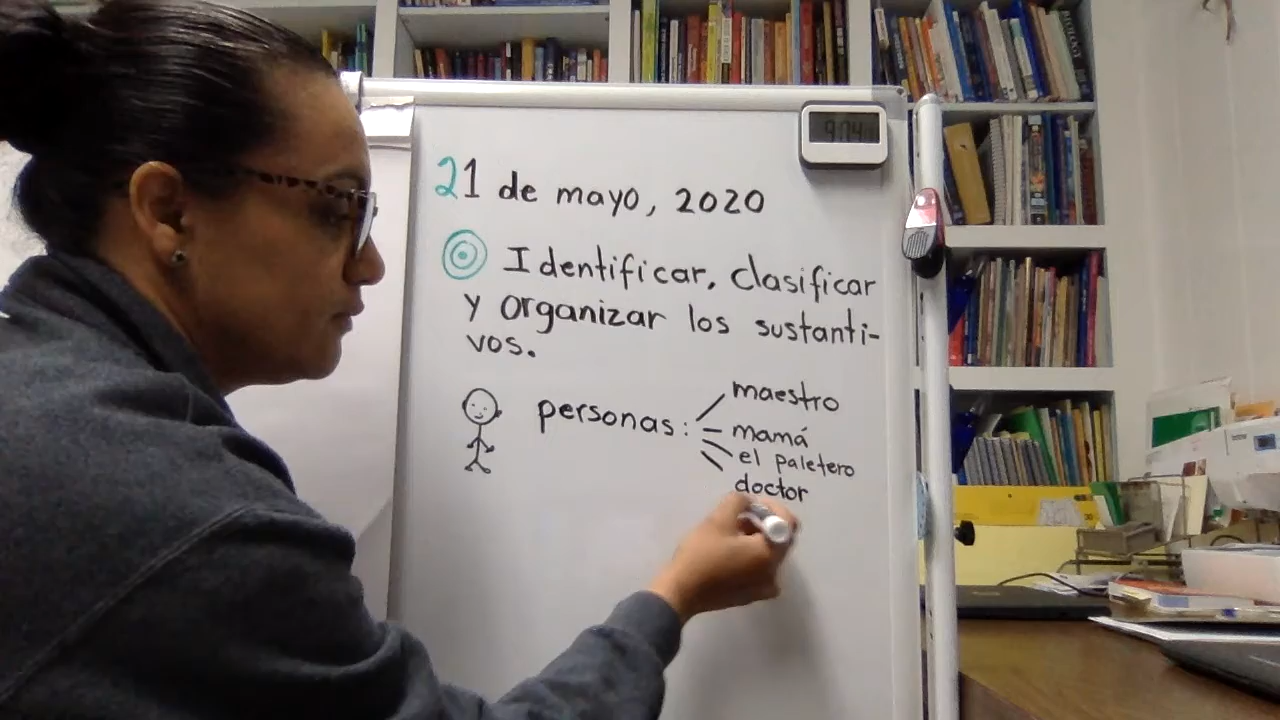 21 de mayo, 2020
Identificar, clasificar
y organizar los sustanti-
vos.
personas:
maestro
mamá
el paletero
doctor